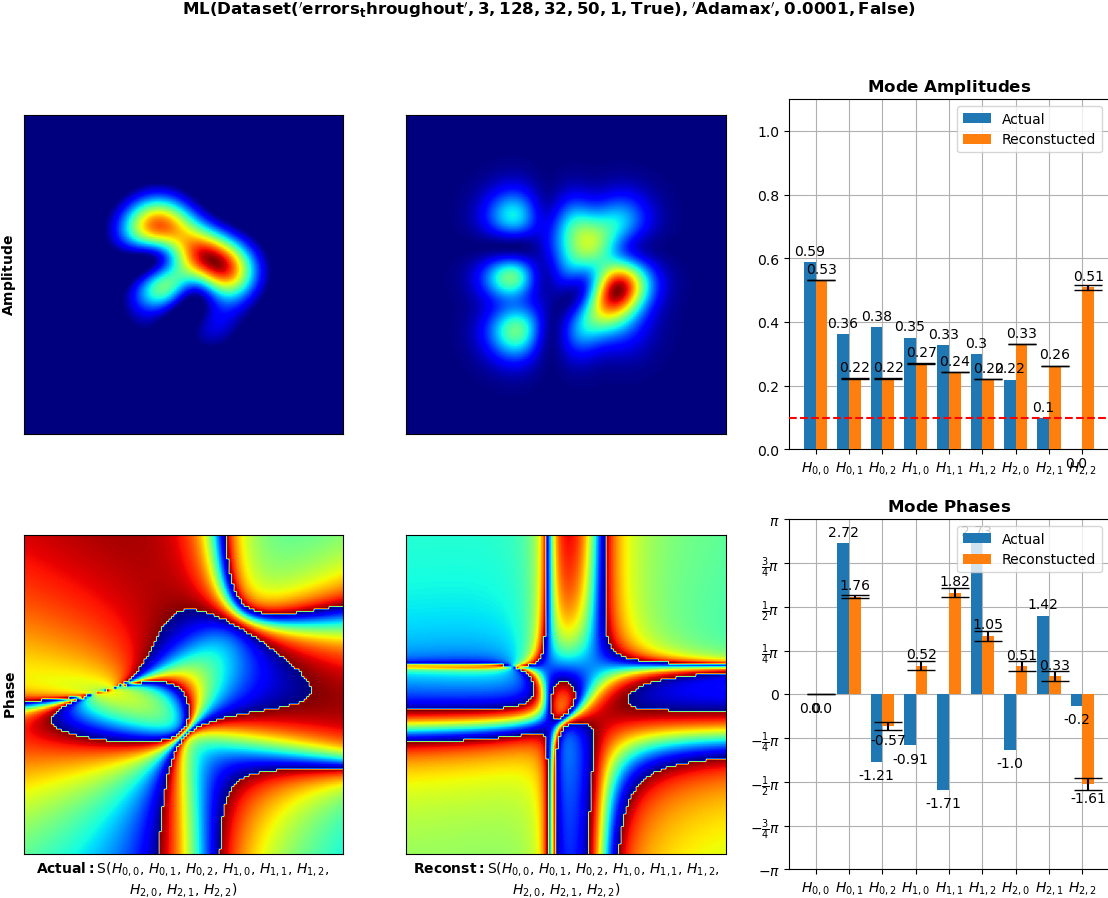 ML(Dataset('errors_throughout', 3, 128, 32, 50, 1, True), 'Adamax', 0.0001, False)
Amplitude
Mode Amplitudes
Actual
Reconstucted
1.0
0.8
0.6
0.4
0.2
0.0
0.59
0.53
0.36
0.22
0.38
0.22
0.35
0.27
0.33
0.24
0.3
0.22
0.22
0.33
0.1
0.26
0.0
0.51
H0,0 H0,1 H0,2 H1,0 H1,1 H1,2 H2,0 H2,1 H2,2
Phase
Mode Phases
Actual
Reconstucted
π
3/4π
1/2π
1/4π
0
−1/4π
−1/2π
−3/4π
−π
0.0
0.0
2.72
1.76
-1.21
-0.57
-0.91
0.52
-1.71
1.82
2.73
1.05
-1.0
0.51
1.42
0.33
-0.2
-1.61
H0,0 H0,1 H0,2 H1,0 H1,1 H1,2 H2,0 H2,1 H2,2
Actual: S(H0,0, H0,1, H0,2, H1,0, H1,1, H1,2,
H2,0, H2,1, H2,2)
Reconst: S(H0,0, H0,1, H0,2, H1,0, H1,1, H1,2,
H2,0, H2,1, H2,2)